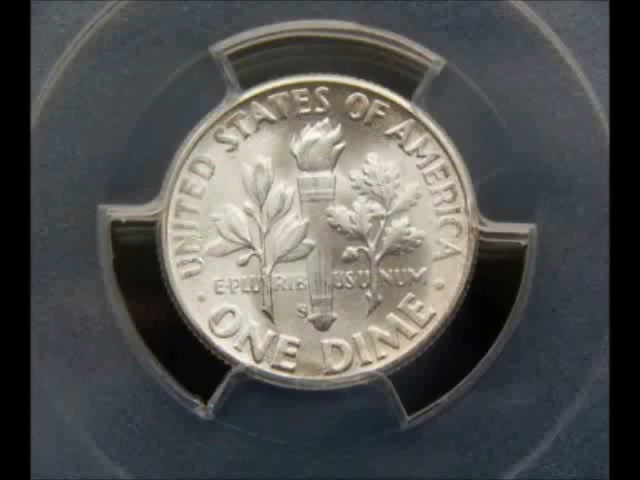 UNITED STATES OF AMERICA
E·PLURIBUS UNUM
S
· ONE DIME ·